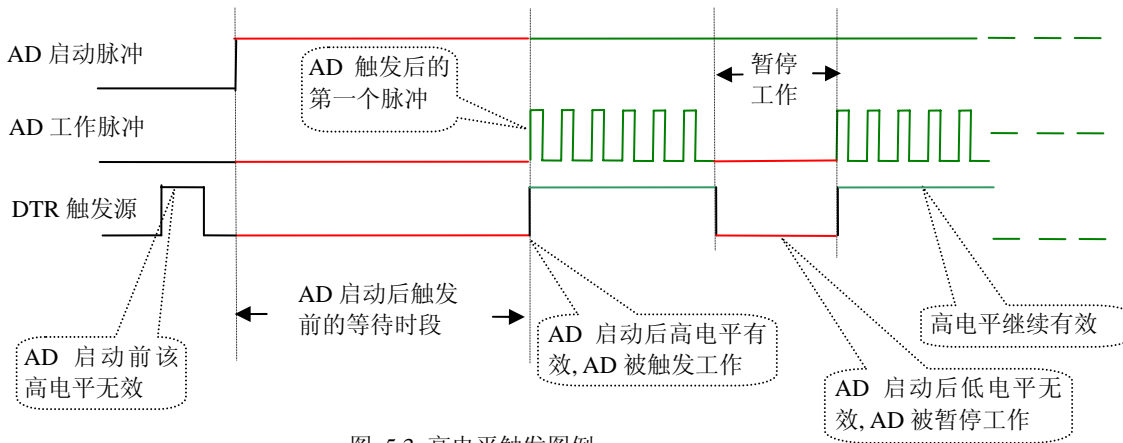 AD 启动脉冲
AD 触发后的
第一个脉冲
暂停
工作
AD 工作脉冲
DTR 触发源
AD 启动后触发
前的等待时段
AD 启动前该
高电平无效
AD 启动后高电平有
效, AD 被触发工作
高电平继续有效
AD 启动后低电平无
效, AD 被暂停工作